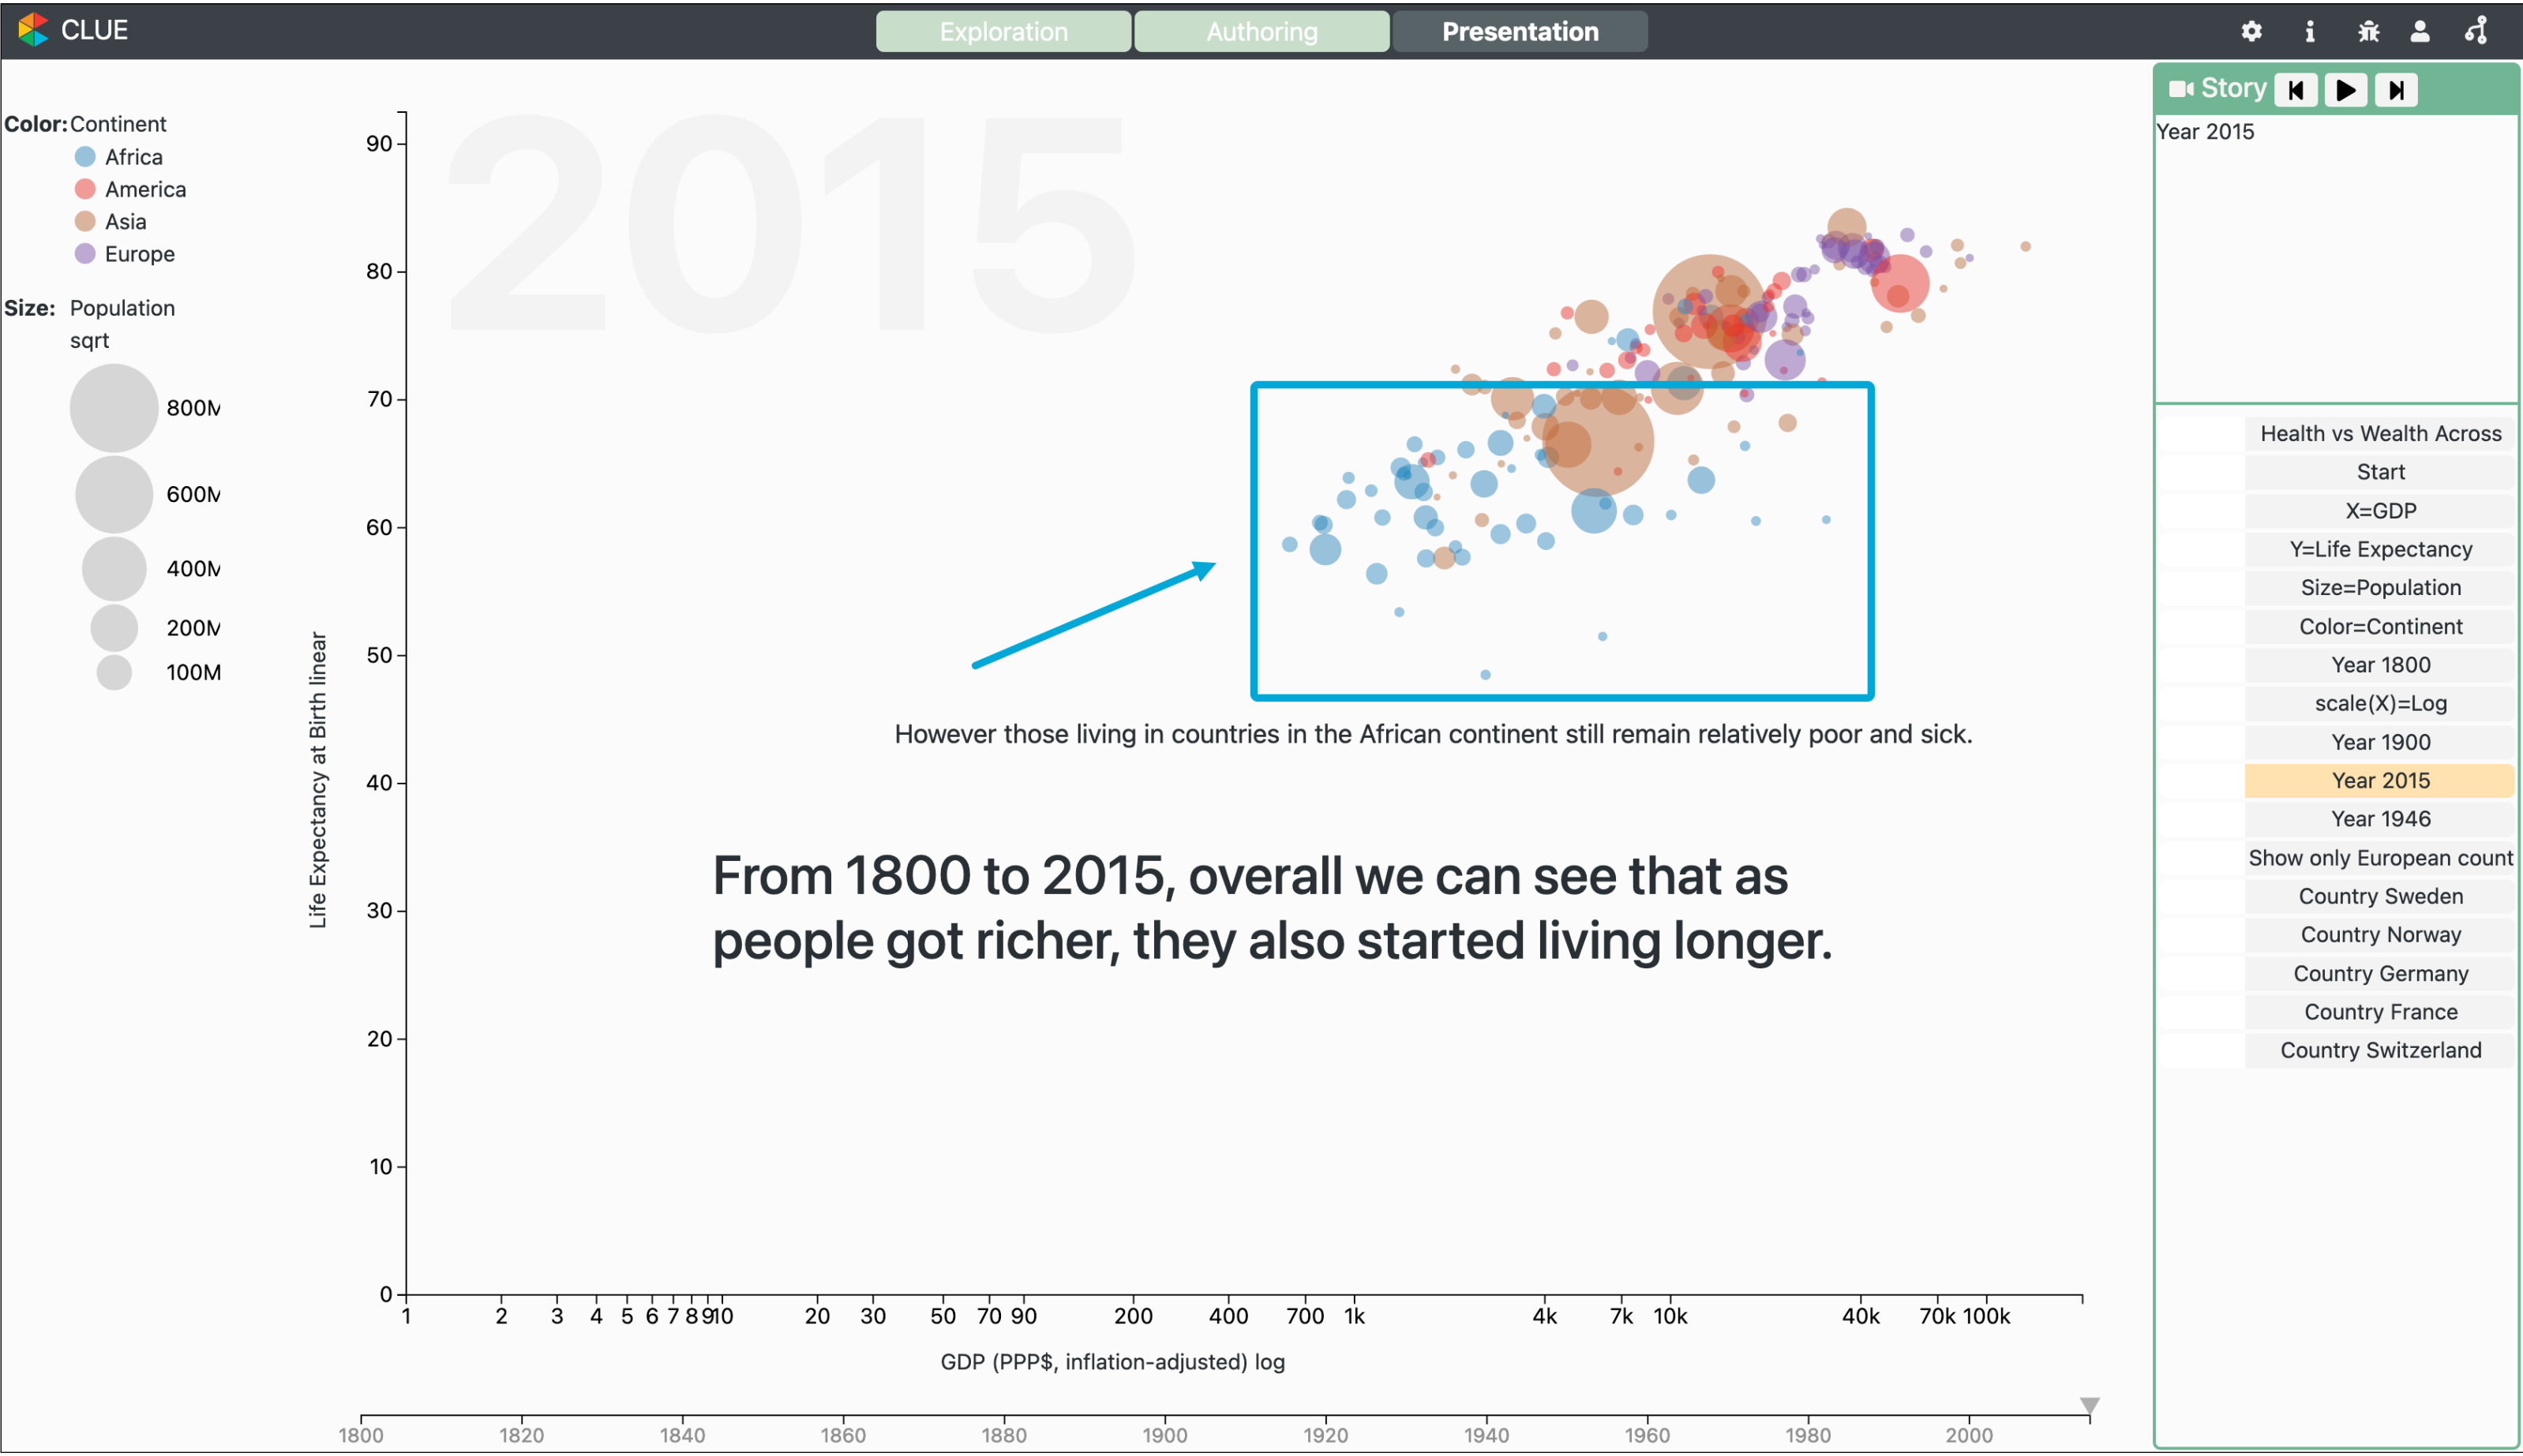 CLUE
Exploration
Authoring
Presentation
Color: Continent
Africa
America
Asia
Europe
Size: Population
sqrt
800M
600M
400M
200M
100M
2015
Life Expectancy at Birth linear
90
80
70
60
50
40
30
20
10
0
However those living in countries in the African continent still remain relatively poor and sick.
From 1800 to 2015, overall we can see that as
people got richer, they also started living longer.
1 2 3 4 5 6 7 8 9 10 20 30 50 70 90 200 400 700 1k 4k 7k 10k 40k 70k 100k
GDP (PPP$, inflation-adjusted) log
1800 1820 1840 1860 1880 1900 1920 1940 1960 1980 2000
Story
Year 2015
Health vs Wealth Across
Start
X=GDP
Y=Life Expectancy
Size=Population
Color=Continent
Year 1800
scale(X)=Log
Year 1900
Year 2015
Year 1946
Show only European count
Country Sweden
Country Norway
Country Germany
Country France
Country Switzerland